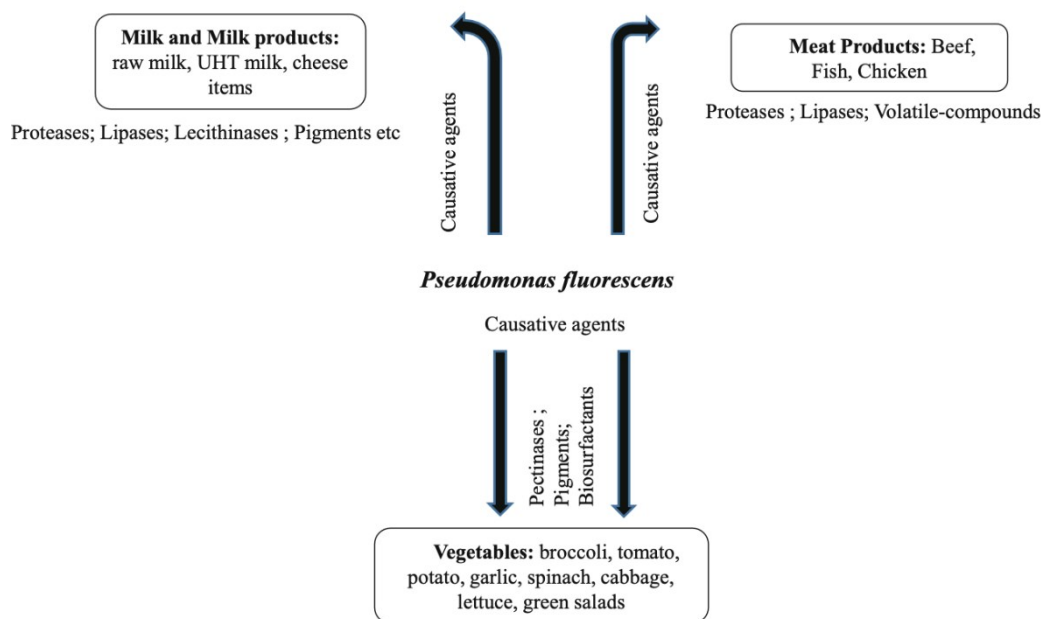 Milk and Milk products:
raw milk, UHT milk, cheese
items
Proteases; Lipases; Lecithinases ; Pigments etc
Causative agents
Causative agents
Meat Products: Beef,
Fish, Chicken
Proteases ; Lipases; Volatile-compounds
Pseudomonas fluorescens
Causative agents
Pectinases ;
Pigments;
Biosurfactants
Vegetables: broccoli, tomato,
potato, garlic, spinach, cabbage,
lettuce, green salads